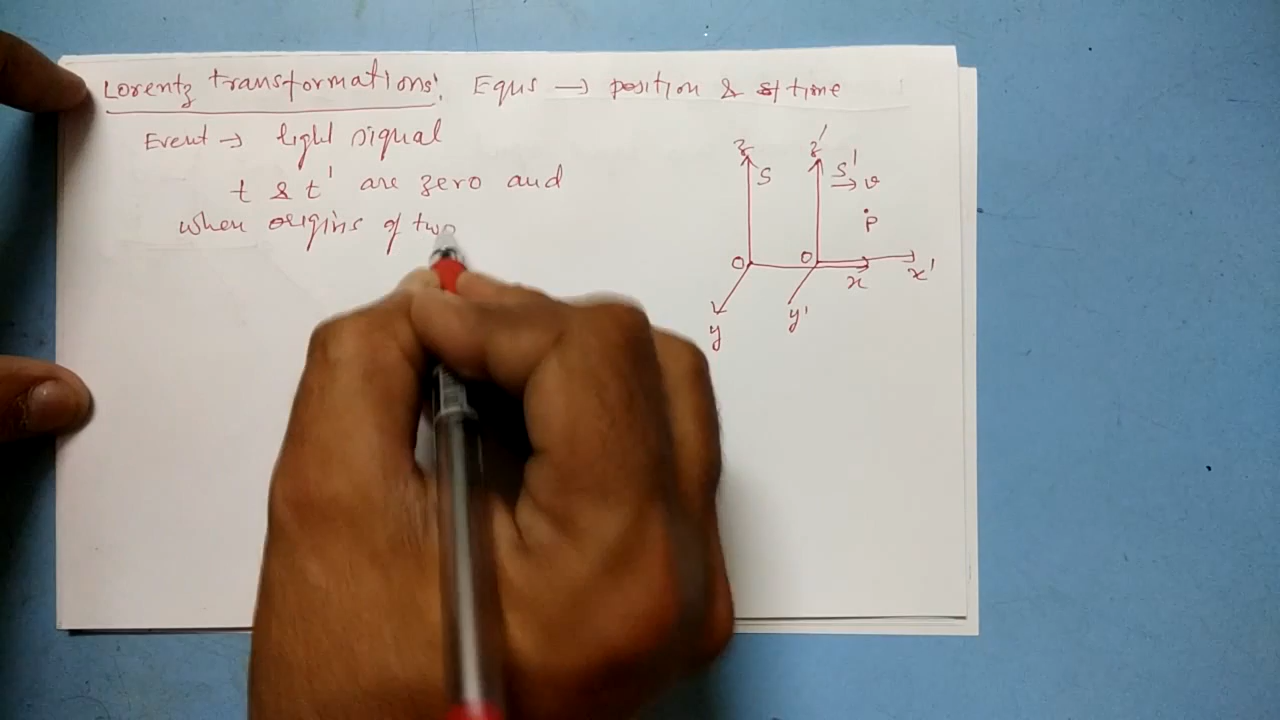 Lorentz transformations: Equs → position & time
Event → light signal
t & t' are zero and
when origins of two
z z'
S S'
→ v
P
O O
x x'
y y'